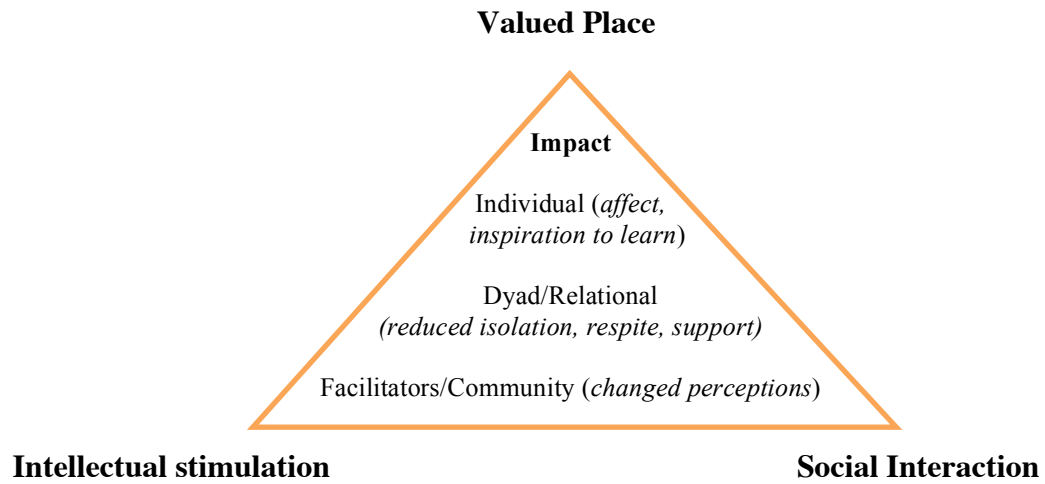 Valued Place
Impact
Individual (affect,
inspiration to learn)
Dyad/Relational
(reduced isolation, respite, support)
Facilitators/Community (changed perceptions)
Intellectual stimulation
Social Interaction